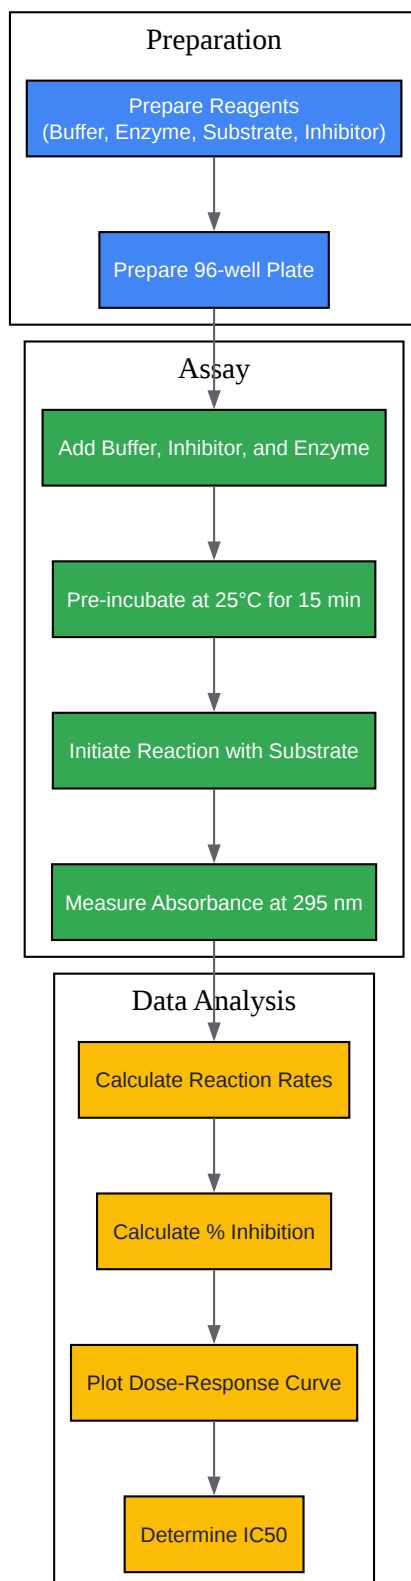 Preparation
Prepare Reagents
(Buffer, Enzyme, Substrate, Inhibitor)
Prepare 96-well Plate
Assay
Add Buffer, Inhibitor, and Enzyme
Pre-incubate at 25°C for 15 min
Initiate Reaction with Substrate
Measure Absorbance at 295 nm
Data Analysis
Calculate Reaction Rates
Calculate % Inhibition
Plot Dose-Response Curve
Determine IC50